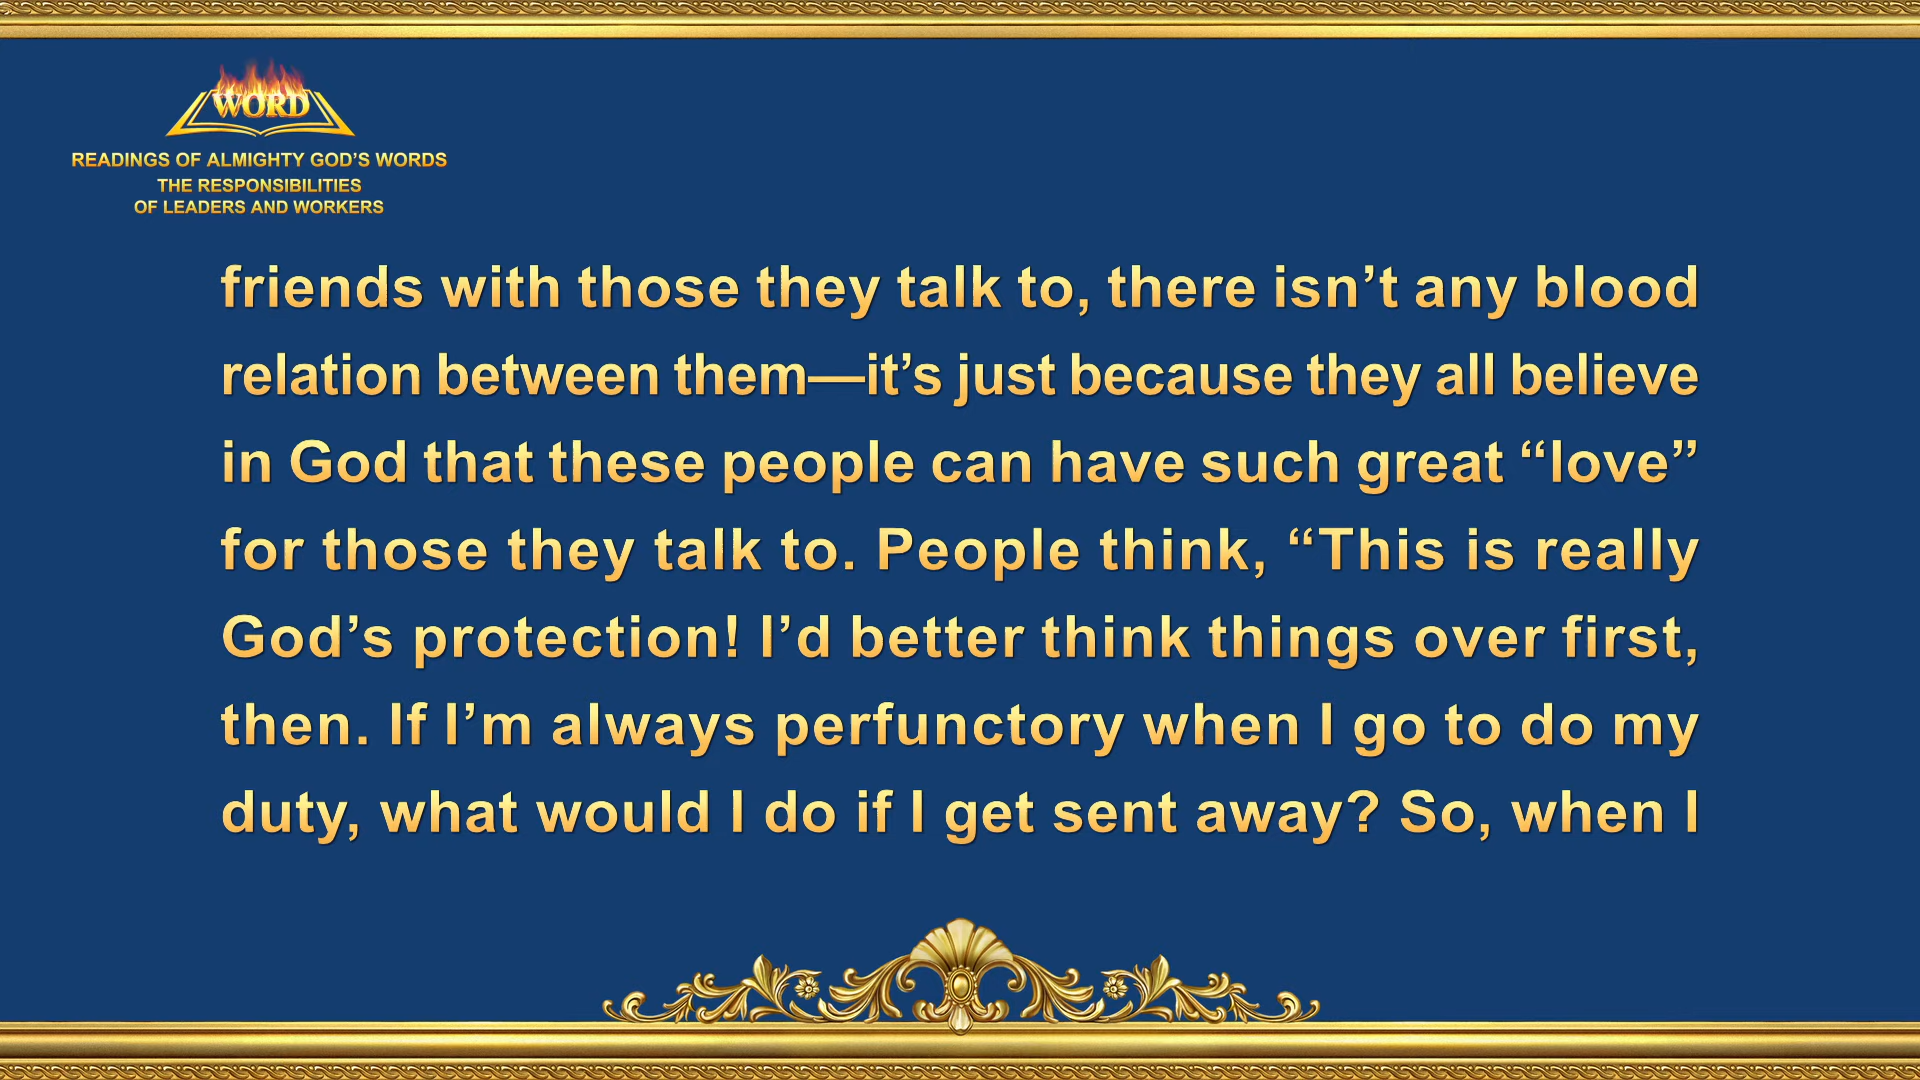 WORD
READINGS OF ALMIGHTY GOD’S WORDS
THE RESPONSIBILITIES
OF LEADERS AND WORKERS
friends with those they talk to, there isn’t any blood
relation between them—it’s just because they all believe
in God that these people can have such great “love”
for those they talk to. People think, “This is really
God’s protection! I’d better think things over first,
then. If I’m always perfunctory when I go to do my
duty, what would I do if I get sent away? So, when I